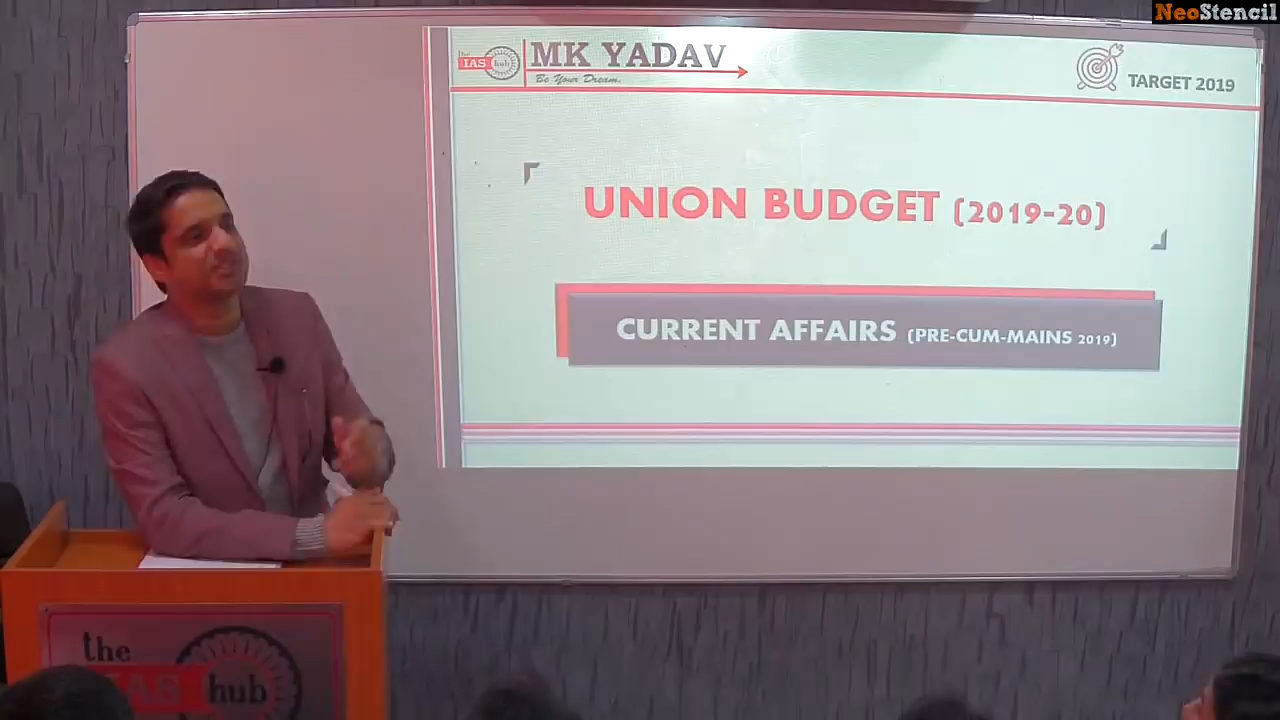 NeoStencil
the
IAS hub
MK YADAV
Be Your Dream.
TARGET 2019
UNION BUDGET (2019-20)
CURRENT AFFAIRS (PRE-CUM-MAINS 2019)
the
IAS hub